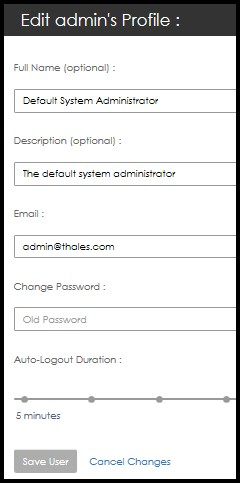 Edit admin's Profile :
Full Name (optional) :
Default System Administrator
Description (optional) :
The default system administrator
Email :
admin@thales.com
Change Password :
Old Password
Auto-Logout Duration :
5 minutes
Save User Cancel Changes